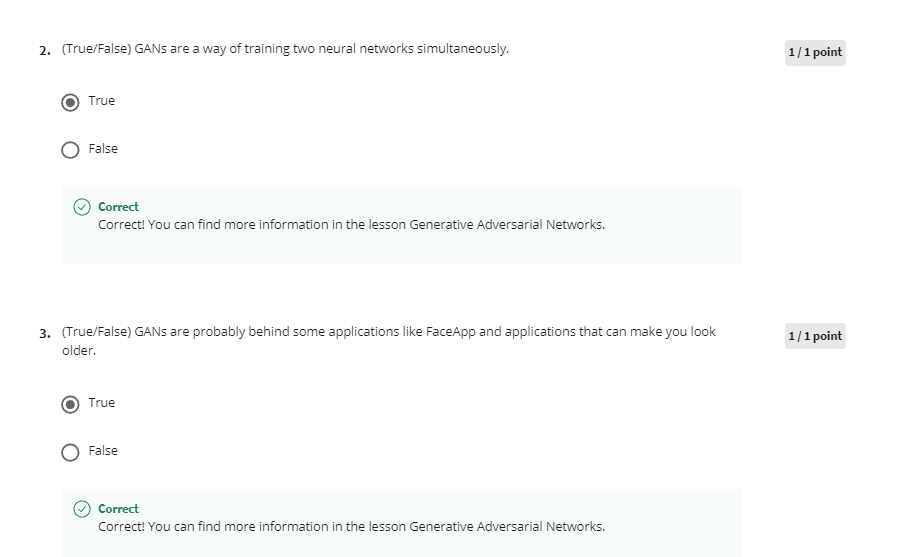 2. (True/False) GANs are a way of training two neural networks simultaneously.
1 / 1 point
True
False
Correct
Correct! You can find more information in the lesson Generative Adversarial Networks.
3. (True/False) GANs are probably behind some applications like FaceApp and applications that can make you look
older.
1 / 1 point
True
False
Correct
Correct! You can find more information in the lesson Generative Adversarial Networks.